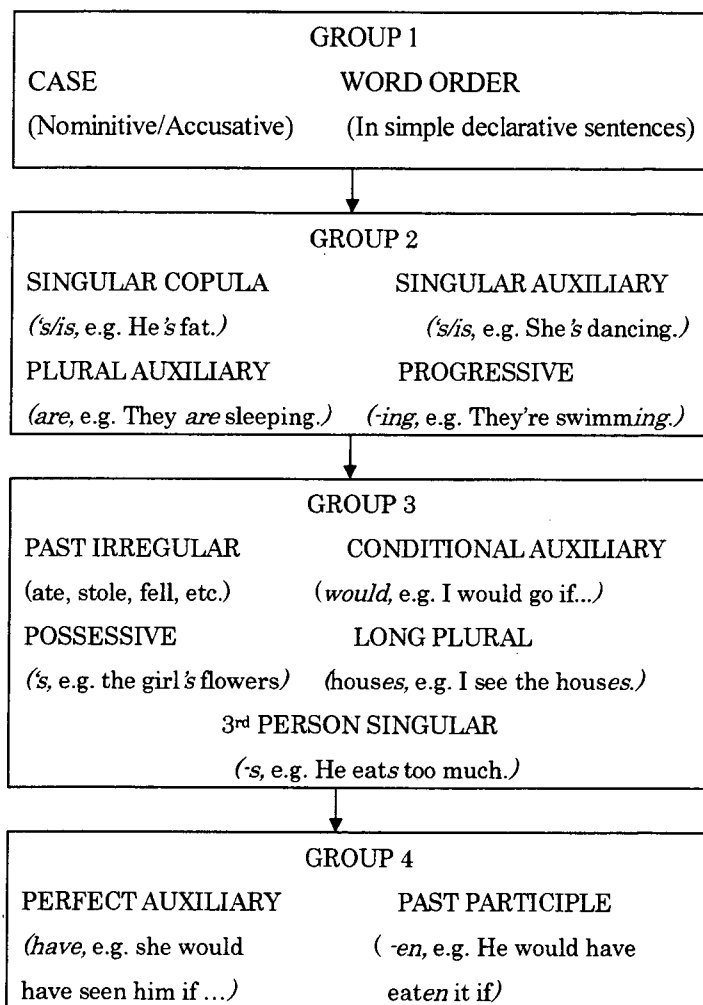 GROUP 1
CASE WORD ORDER
(Nominitive/Accusative) (In simple declarative sentences)
GROUP 2
SINGULAR COPULA SINGULAR AUXILIARY
('s/is, e.g. He's fat.) ('s/is, e.g. She's dancing.)
PLURAL AUXILIARY PROGRESSIVE
(are, e.g. They are sleeping.) (-ing, e.g. They're swimming.)
GROUP 3
PAST IRREGULAR CONDITIONAL AUXILIARY
(ate, stole, fell, etc.) (would, e.g. I would go if...)
POSSESSIVE LONG PLURAL
('s, e.g. the girl's flowers) (houses, e.g. I see the houses.)
3rd PERSON SINGULAR
(-s, e.g. He eats too much.)
GROUP 4
PERFECT AUXILIARY PAST PARTICIPLE
(have, e.g. she would ( -en, e.g. He would have
have seen him if ...) eaten it if)